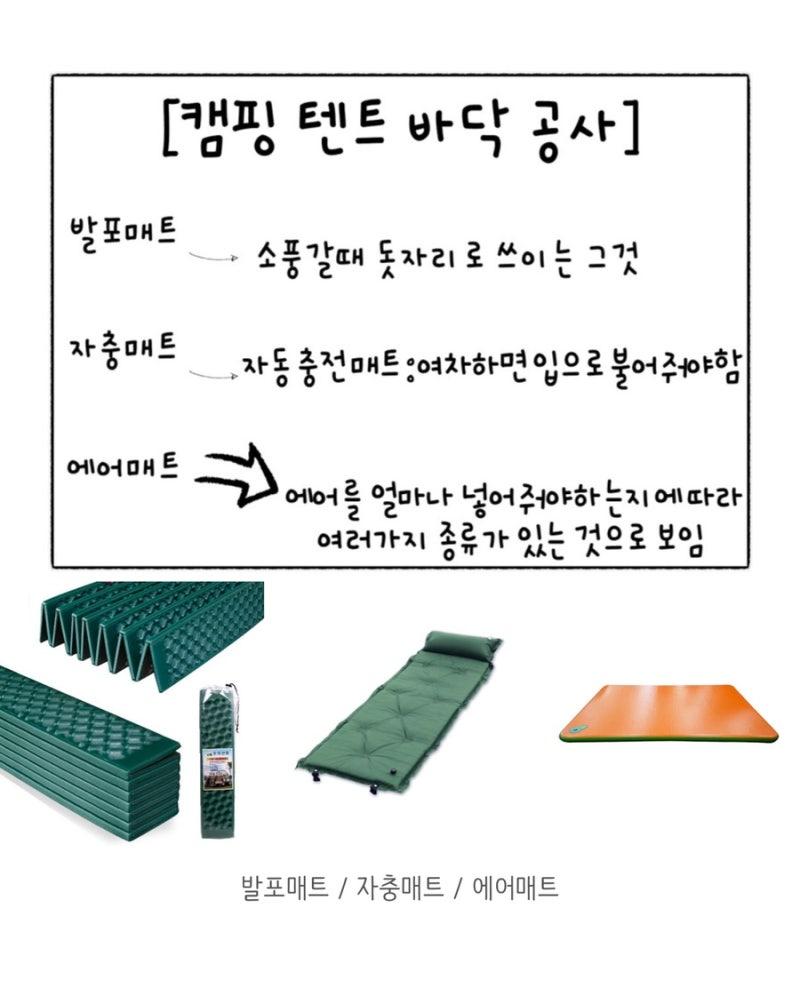 [캠핑 텐트 바닥 공사]
발포매트
소풍갈때 돗자리로 쓰이는 그것
자충매트
자동충전매트:여차하면입으로불어줘야함
에어매트
에어를 얼마나 넣어줘야하는지에따라
여러가지 종류가 있는 것으로 보임
발포매트 / 자충매트 / 에어매트